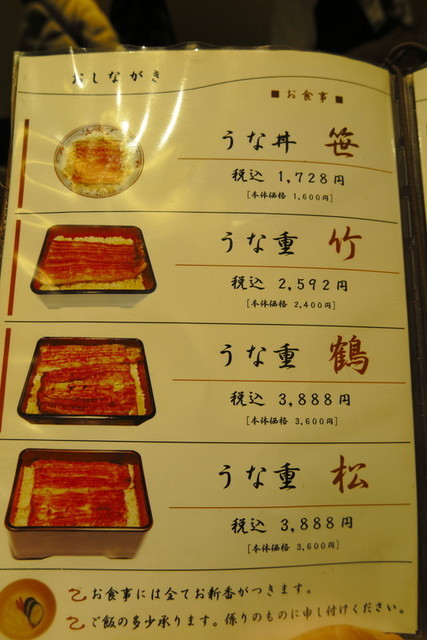 おしながき
■お食事■
うな丼 笹
税込 1,728円
[本体価格 1,600円]
うな重 竹
税込 2,592円
[本体価格 2,400円]
うな重 鶴
税込 3,888円
[本体価格 3,600円]
うな重 松
税込 3,888円
[本体価格 3,600円]
お食事には全てお新香がつきます。
ご飯の多少承ります。係りのものに申し付けください。